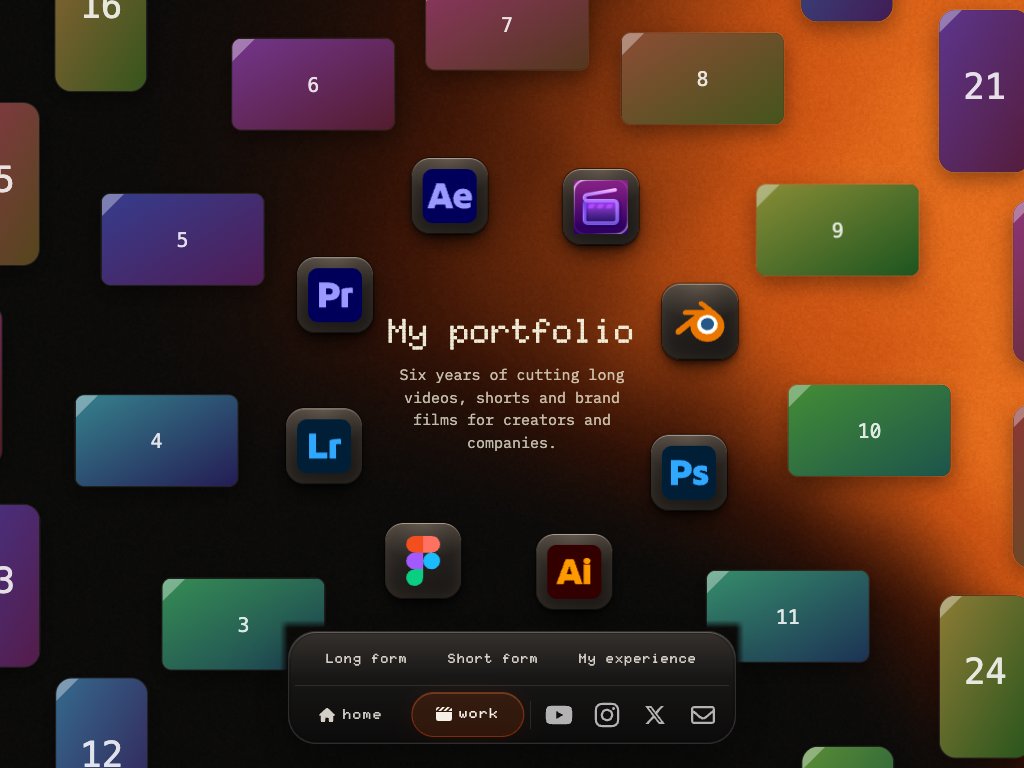 16
7
6
8
21
5
Ae
5
9
Pr
My portfolio
Six years of cutting long
videos, shorts and brand
films for creators and
companies.
4
10
Lr
Ps
3
Ai
3
11
Long form
Short form
My experience
24
home
work
12